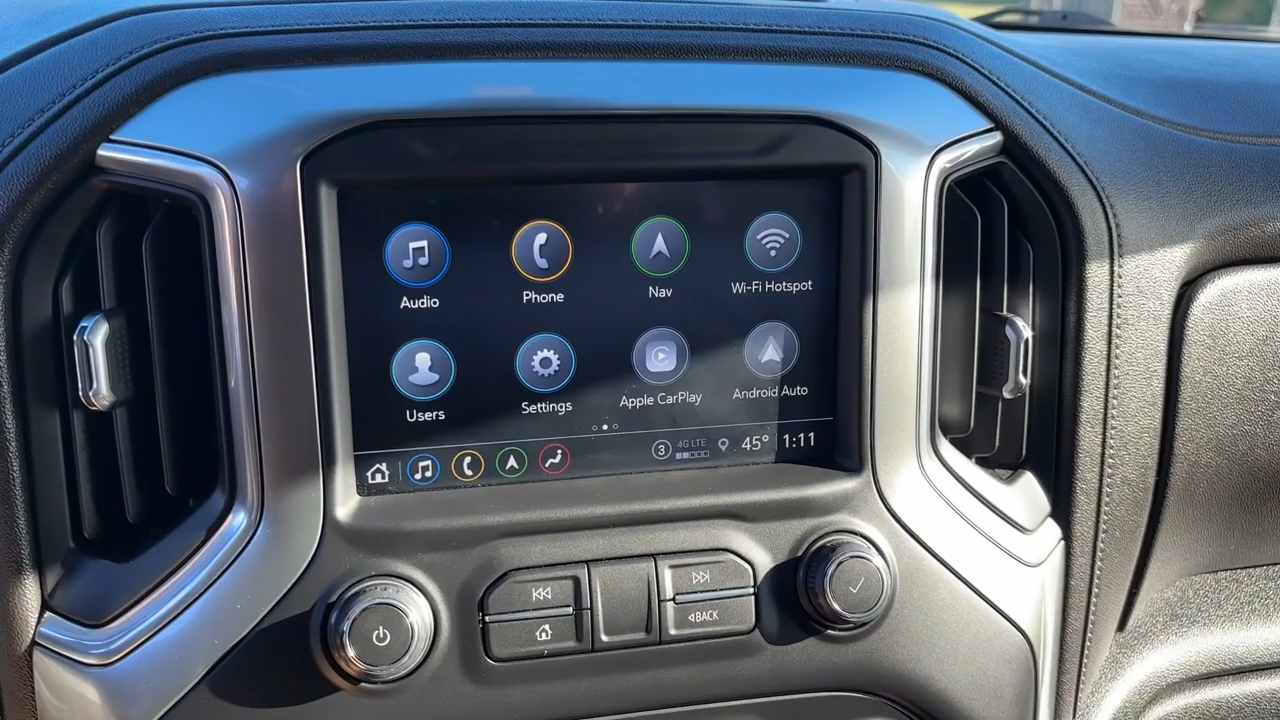 Audio Phone Nav Wi-Fi Hotspot
Users Settings Apple CarPlay Android Auto
3 4G LTE 45° 1:11
BACK